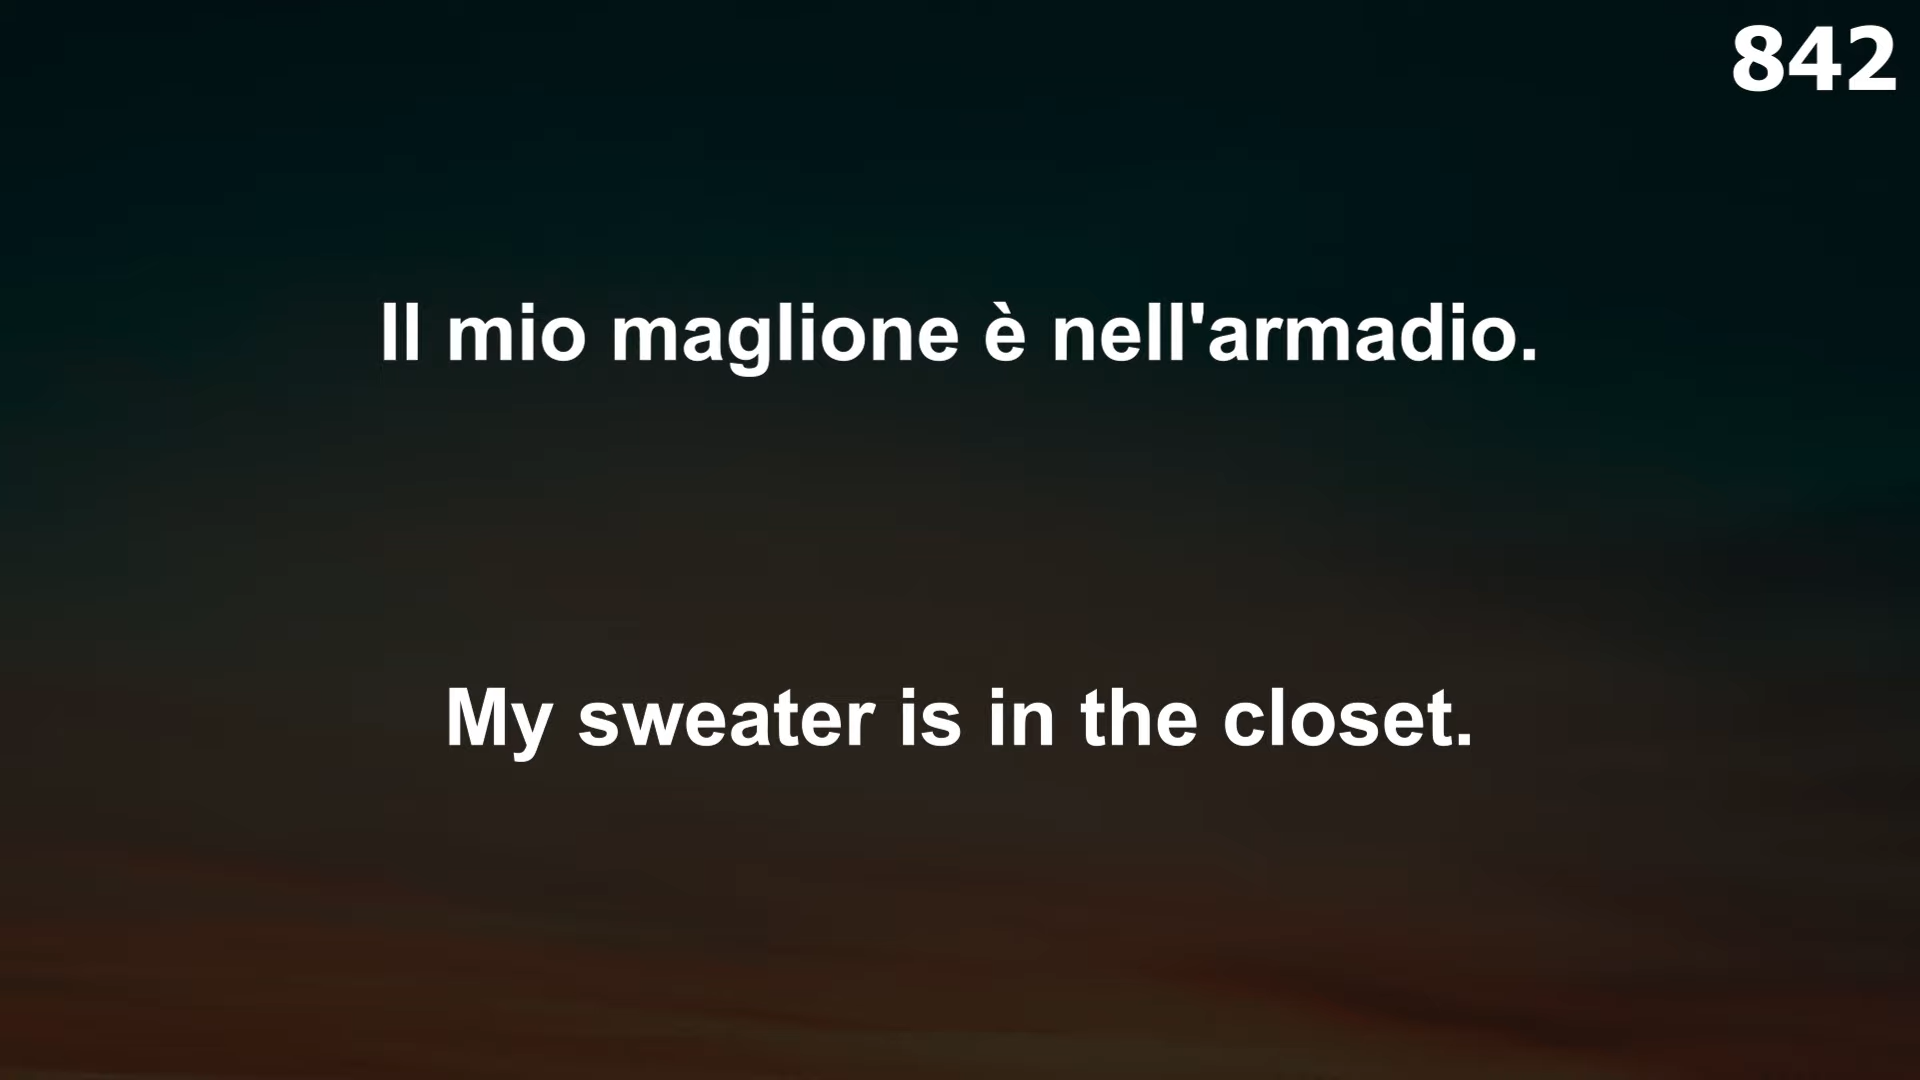 842
Il mio maglione è nell'armadio.
My sweater is in the closet.